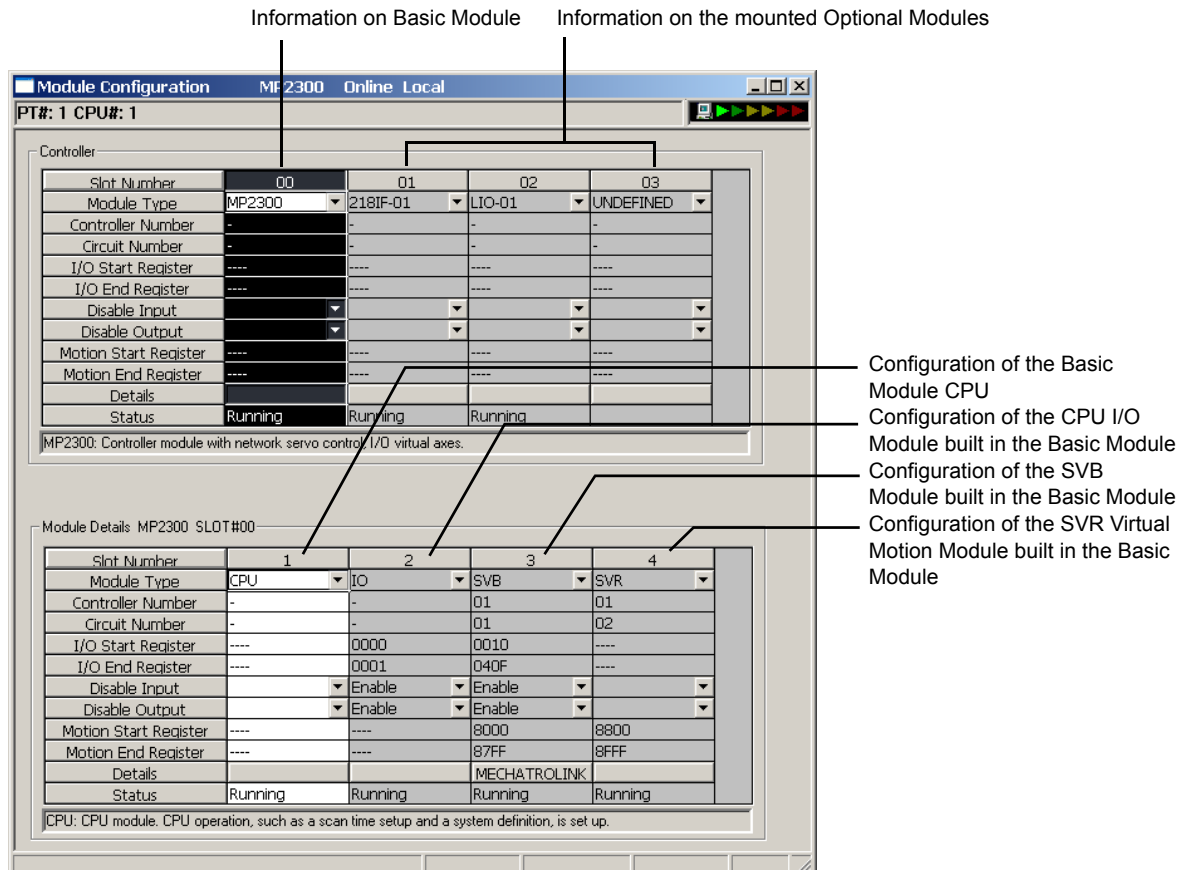 Information on Basic Module
Information on the mounted Optional Modules
Module Configuration MP2300 Online Local
PT#: 1 CPU#: 1
Controller
Slot Number 00 01 02 03
Module Type MP2300 218IF-01 LIO-01 UNDEFINED
Controller Number - - - -
Circuit Number - - - -
I/O Start Register ---- ---- ---- ----
I/O End Register ---- ---- ---- ----
Disable Input
Disable Output
Motion Start Register ---- ---- ---- ----
Motion End Register ---- ---- ---- ----
Details
Status Running Running Running
MP2300: Controller module with network servo control, I/O virtual axes.
Configuration of the Basic
Module CPU
Configuration of the CPU I/O
Module built in the Basic Module
Configuration of the SVB
Module built in the Basic Module
Configuration of the SVR Virtual
Motion Module built in the Basic
Module
Module Details MP2300 SLOT#00
Slot Number 1 2 3 4
Module Type CPU IO SVB SVR
Controller Number - - 01 01
Circuit Number - - 01 02
I/O Start Register ---- 0000 0010 ----
I/O End Register ---- 0001 040F ----
Disable Input Enable Enable
Disable Output Enable Enable
Motion Start Register ---- ---- 8000 8800
Motion End Register ---- ---- 87FF 8FFF
Details MECHATROLINK
Status Running Running Running Running
CPU: CPU module. CPU operation, such as a scan time setup and a system definition, is set up.